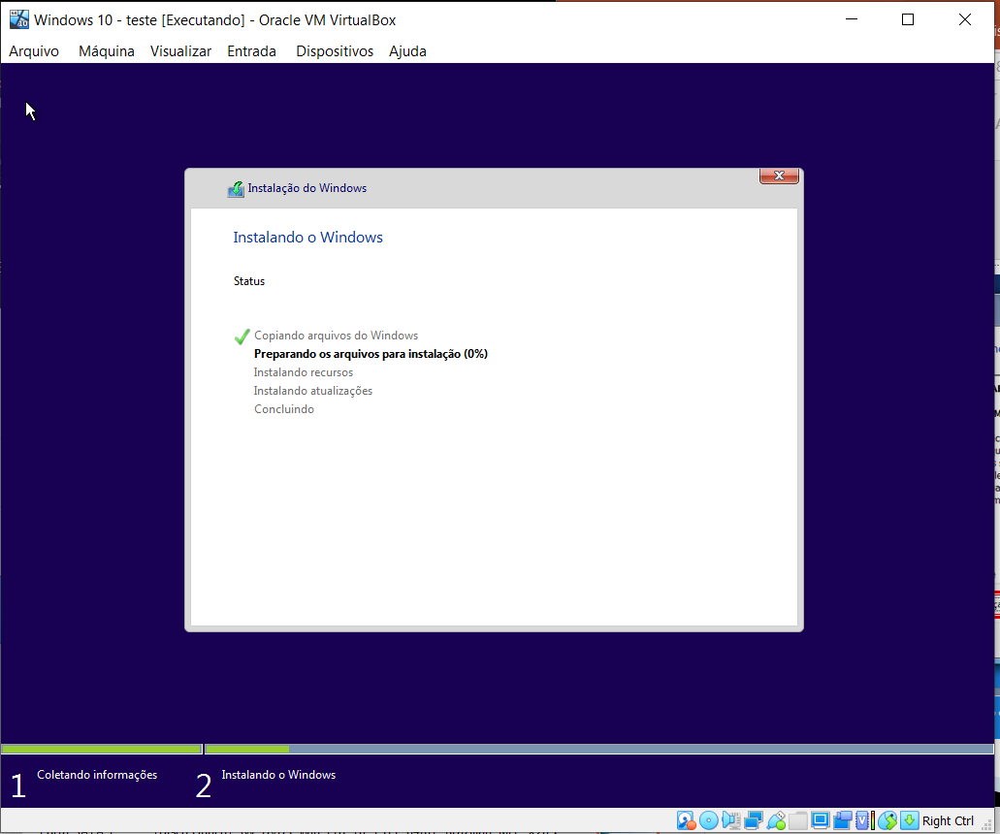 Windows 10 - teste [Executando] - Oracle VM VirtualBox
Arquivo Máquina Visualizar Entrada Dispositivos Ajuda
Instalação do Windows
Instalando o Windows
Status
Copiando arquivos do Windows
Preparando os arquivos para instalação (0%)
Instalando recursos
Instalando atualizações
Concluindo
1 Coletando informações
2 Instalando o Windows
Right Ctrl